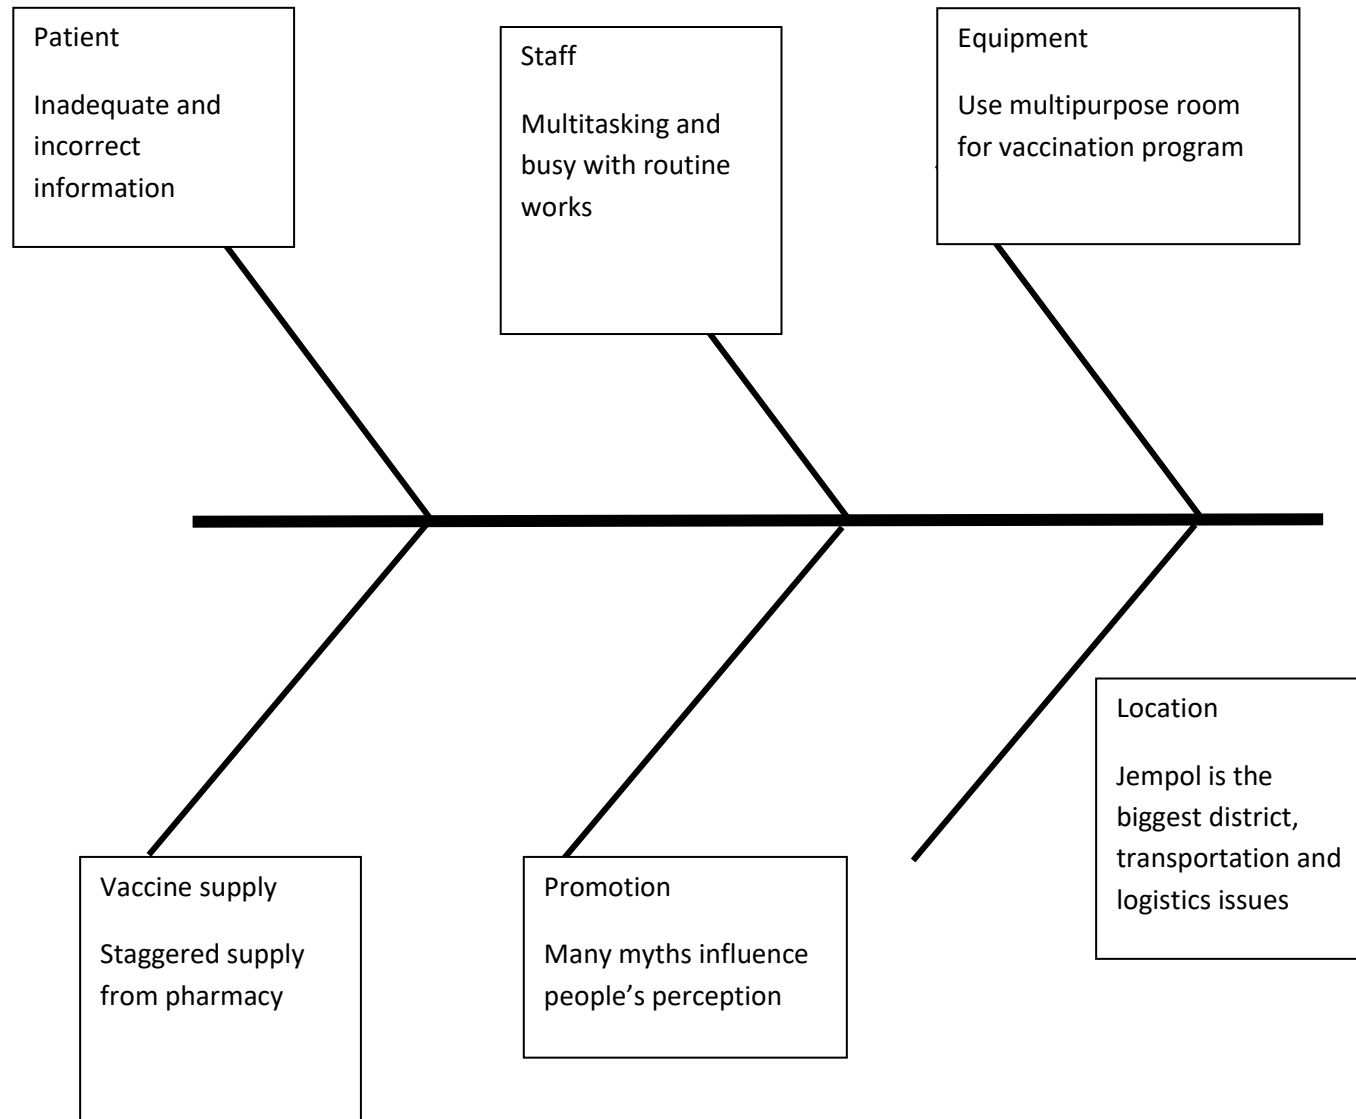 Patient
Inadequate and
incorrect
information
Staff
Multitasking and
busy with routine
works
Equipment
Use multipurpose room
for vaccination program
Vaccine supply
Staggered supply
from pharmacy
Promotion
Many myths influence
people’s perception
Location
Jempol is the
biggest district,
transportation and
logistics issues